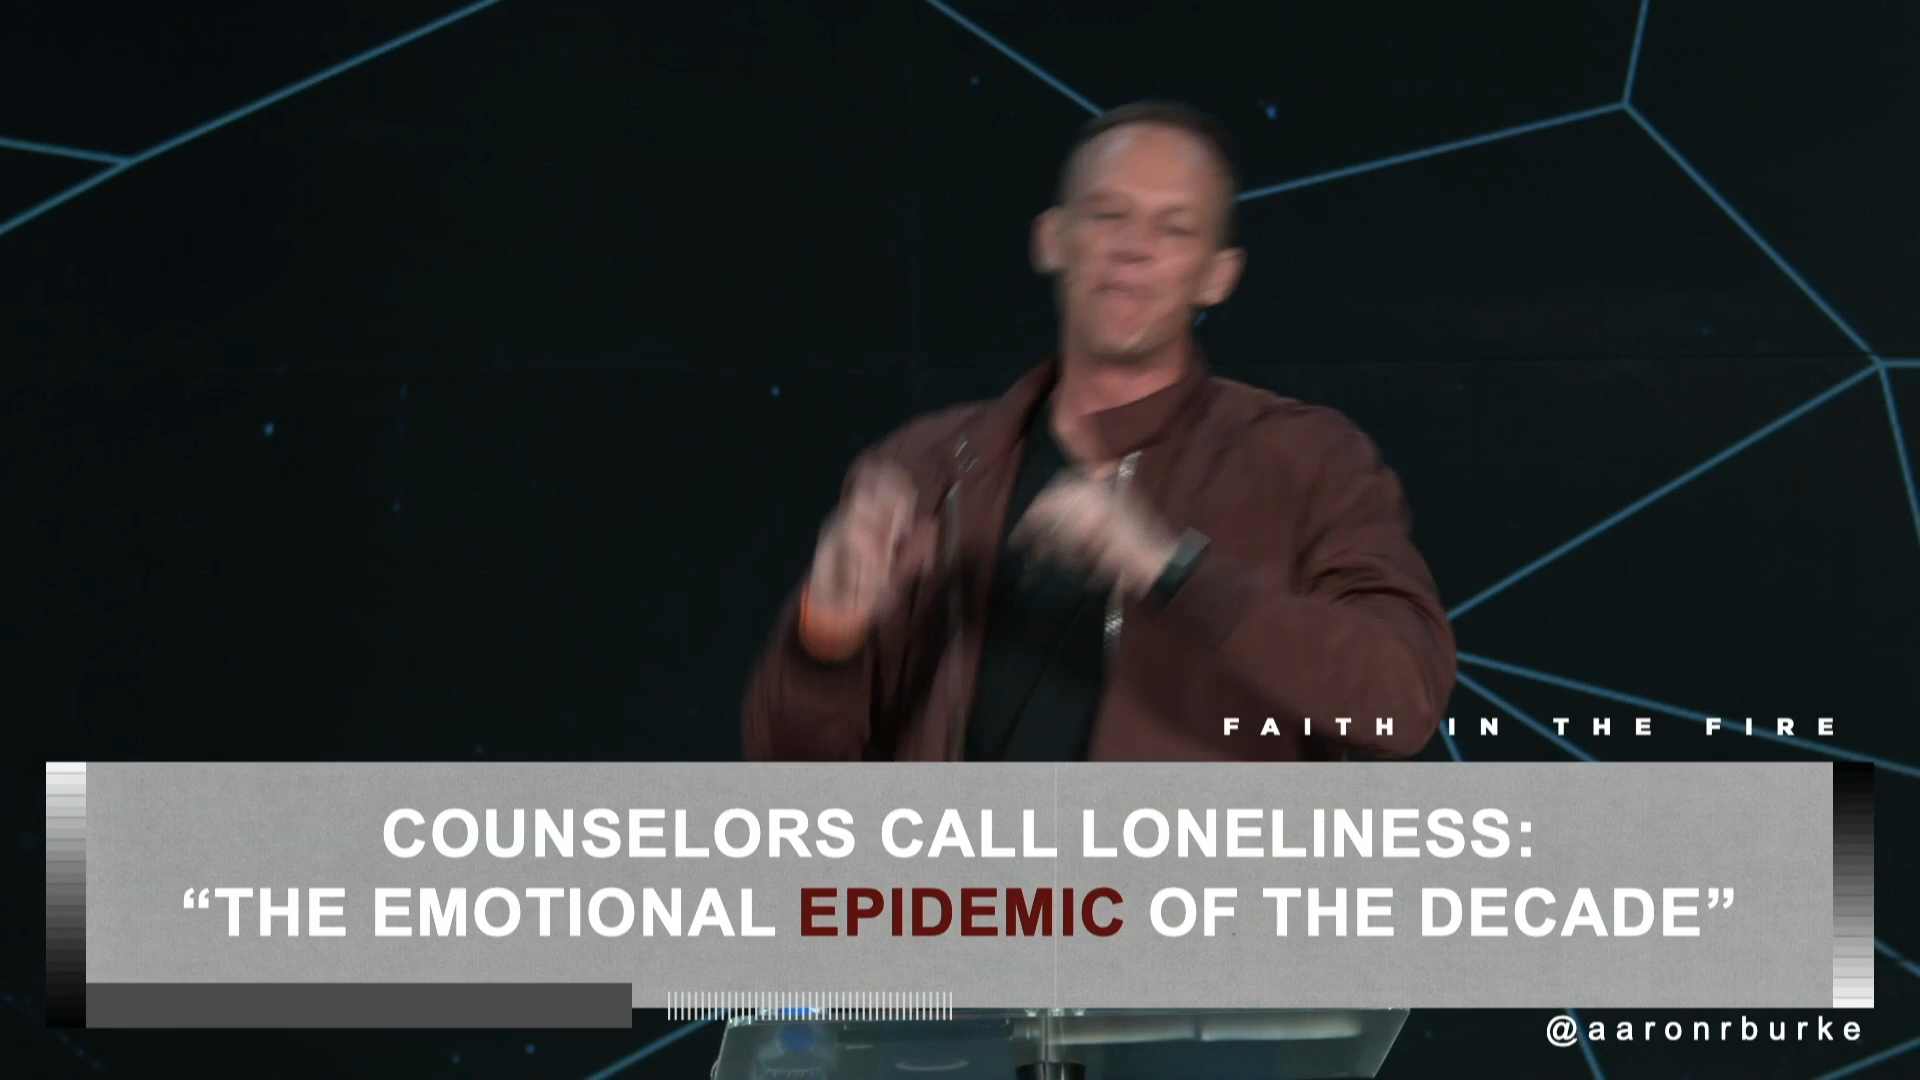 FAITH IN THE FIRE
COUNSELORS CALL LONELINESS:
“THE EMOTIONAL EPIDEMIC OF THE DECADE”
@aaronrburke